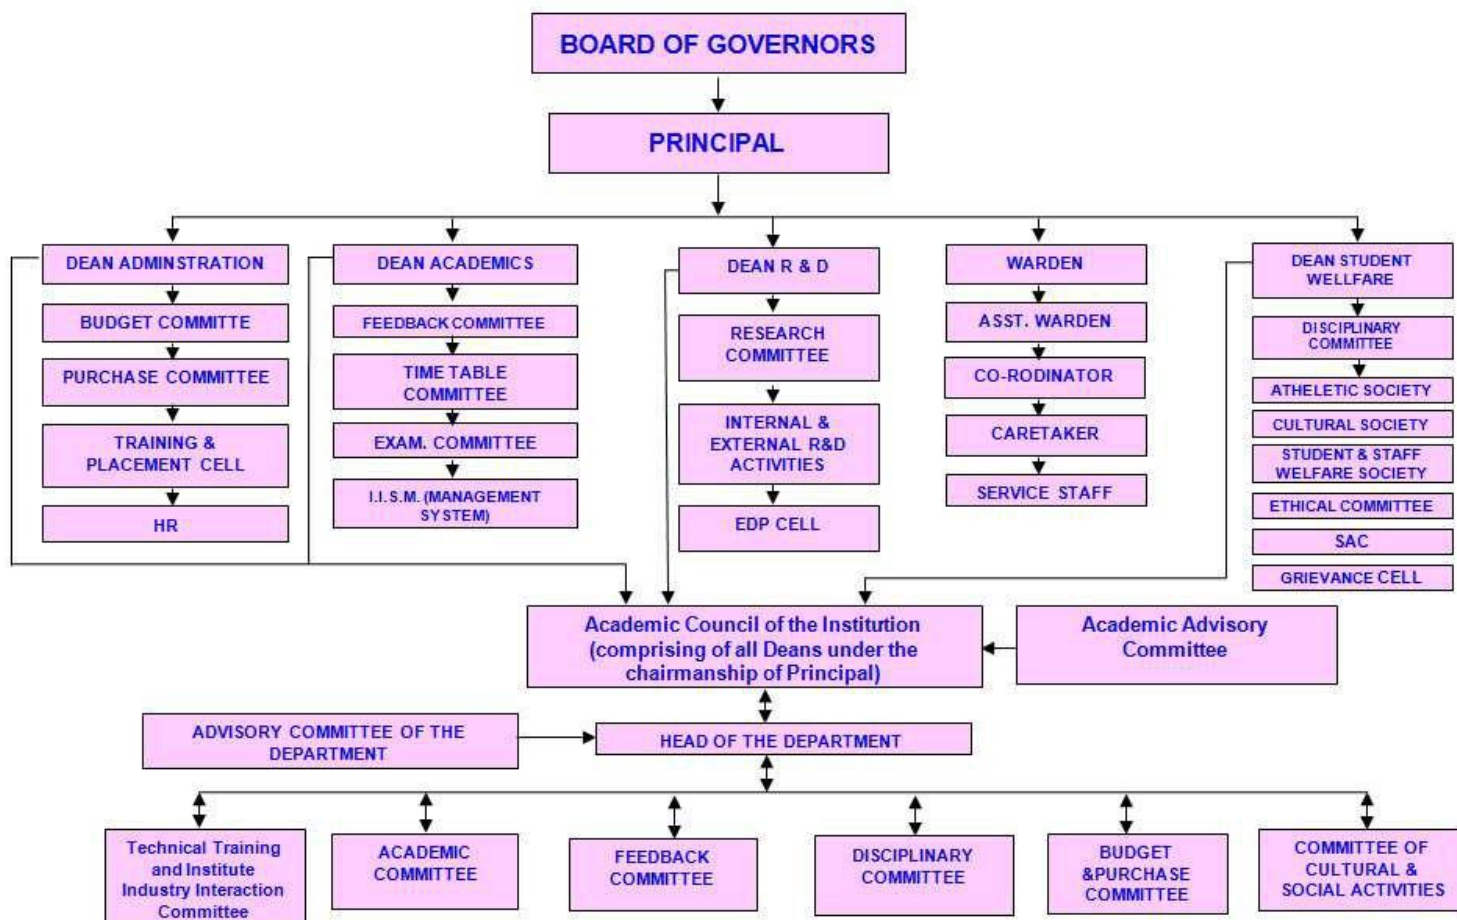 BOARD OF GOVERNORS
PRINCIPAL
DEAN ADMINSTRATION
BUDGET COMMITTE
PURCHASE COMMITTEE
TRAINING &
PLACEMENT CELL
HR
DEAN ACADEMICS
FEEDBACK COMMITTEE
TIME TABLE
COMMITTEE
EXAM. COMMITTEE
I.I.S.M. (MANAGEMENT
SYSTEM)
DEAN R & D
RESEARCH
COMMITTEE
INTERNAL &
EXTERNAL R&D
ACTIVITIES
EDP CELL
WARDEN
ASST. WARDEN
CO-RODINATOR
CARETAKER
SERVICE STAFF
DEAN STUDENT
WELLFARE
DISCIPLINARY
COMMITTEE
ATHELETIC SOCIETY
CULTURAL SOCIETY
STUDENT & STAFF
WELFARE SOCIETY
ETHICAL COMMITTEE
SAC
GRIEVANCE CELL
Academic Council of the Institution
(comprising of all Deans under the
chairmanship of Principal)
Academic Advisory
Committee
ADVISORY COMMITTEE OF THE
DEPARTMENT
HEAD OF THE DEPARTMENT
Technical Training
and Institute
Industry Interaction
Committee
ACADEMIC
COMMITTEE
FEEDBACK
COMMITTEE
DISCIPLINARY
COMMITTEE
BUDGET
&PURCHASE
COMMITTEE
COMMITTEE OF
CULTURAL &
SOCIAL ACTIVITIES